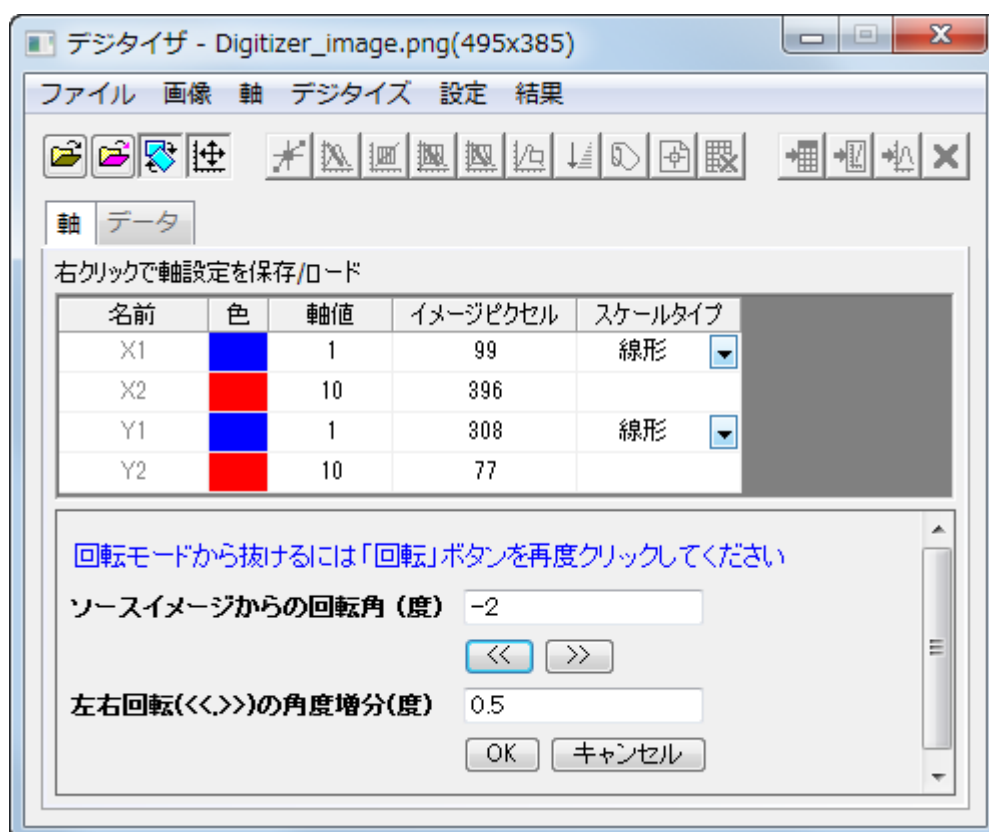 デジタイザ - Digitizer_image.png(495x385)
ファイル 画像 軸 デジタイズ 設定 結果
軸 データ
右クリックで軸設定を保存/ロード
名前 色 軸値 イメージピクセル スケールタイプ
X1 1 99 線形
X2 10 396
Y1 1 308 線形
Y2 10 77
回転モードから抜けるには「回転」ボタンを再度クリックしてください
ソースイメージからの回転角 (度) -2
<< >>
左右回転(<<,>>)の角度増分(度) 0.5
OK キャンセル